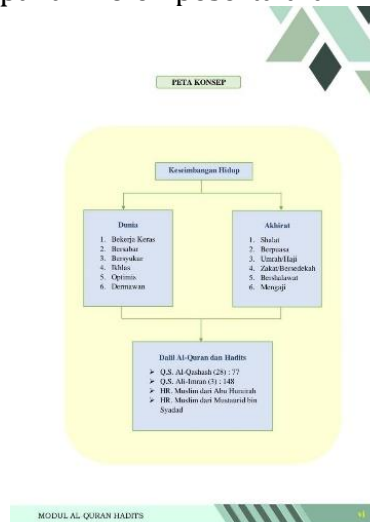 PETA KONSEP
Keseimbangan Hidup
Dunia
1. Bekerja Keras
2. Bersabar
3. Bersyukur
4. Ikhlas
5. Optimis
6. Dermawan
Akhirat
1. Shalat
2. Berpuasa
3. Umrah/Haji
4. Zakat/Bersedekah
5. Bershalawat
6. Mengaji
Dalil Al-Quran dan Hadits
➢ Q.S. Al-Qashash (28) : 77
➢ Q.S. Ali-Imran (3) : 148
➢ HR. Muslim dari Abu Hurairah
➢ HR. Muslim dari Mustaurid bin
Syadad
MODUL AL-QURAN HADITS
vi